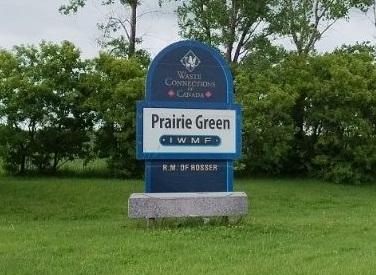 WASTE
CONNECTIONS
OF
CANADA
Prairie Green
• IWMF •
R.M. OF ROSSER